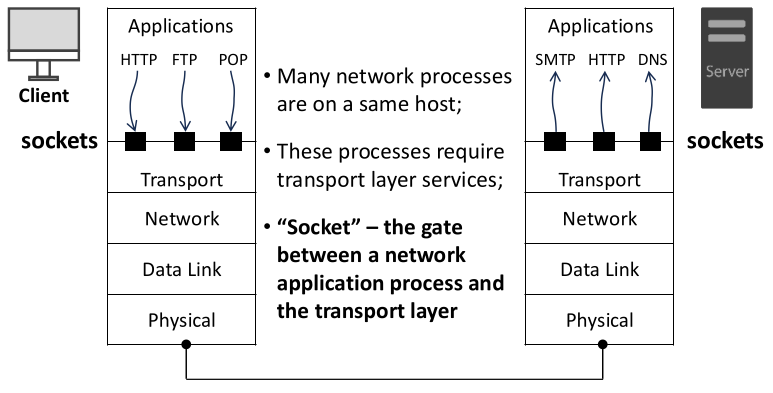 Applications
HTTP FTP POP
Client
sockets
Transport
Network
Data Link
Physical
• Many network processes
are on a same host;
• These processes require
transport layer services;
• “Socket” – the gate
between a network
application process and
the transport layer
Applications
SMTP HTTP DNS
Server
sockets
Transport
Network
Data Link
Physical